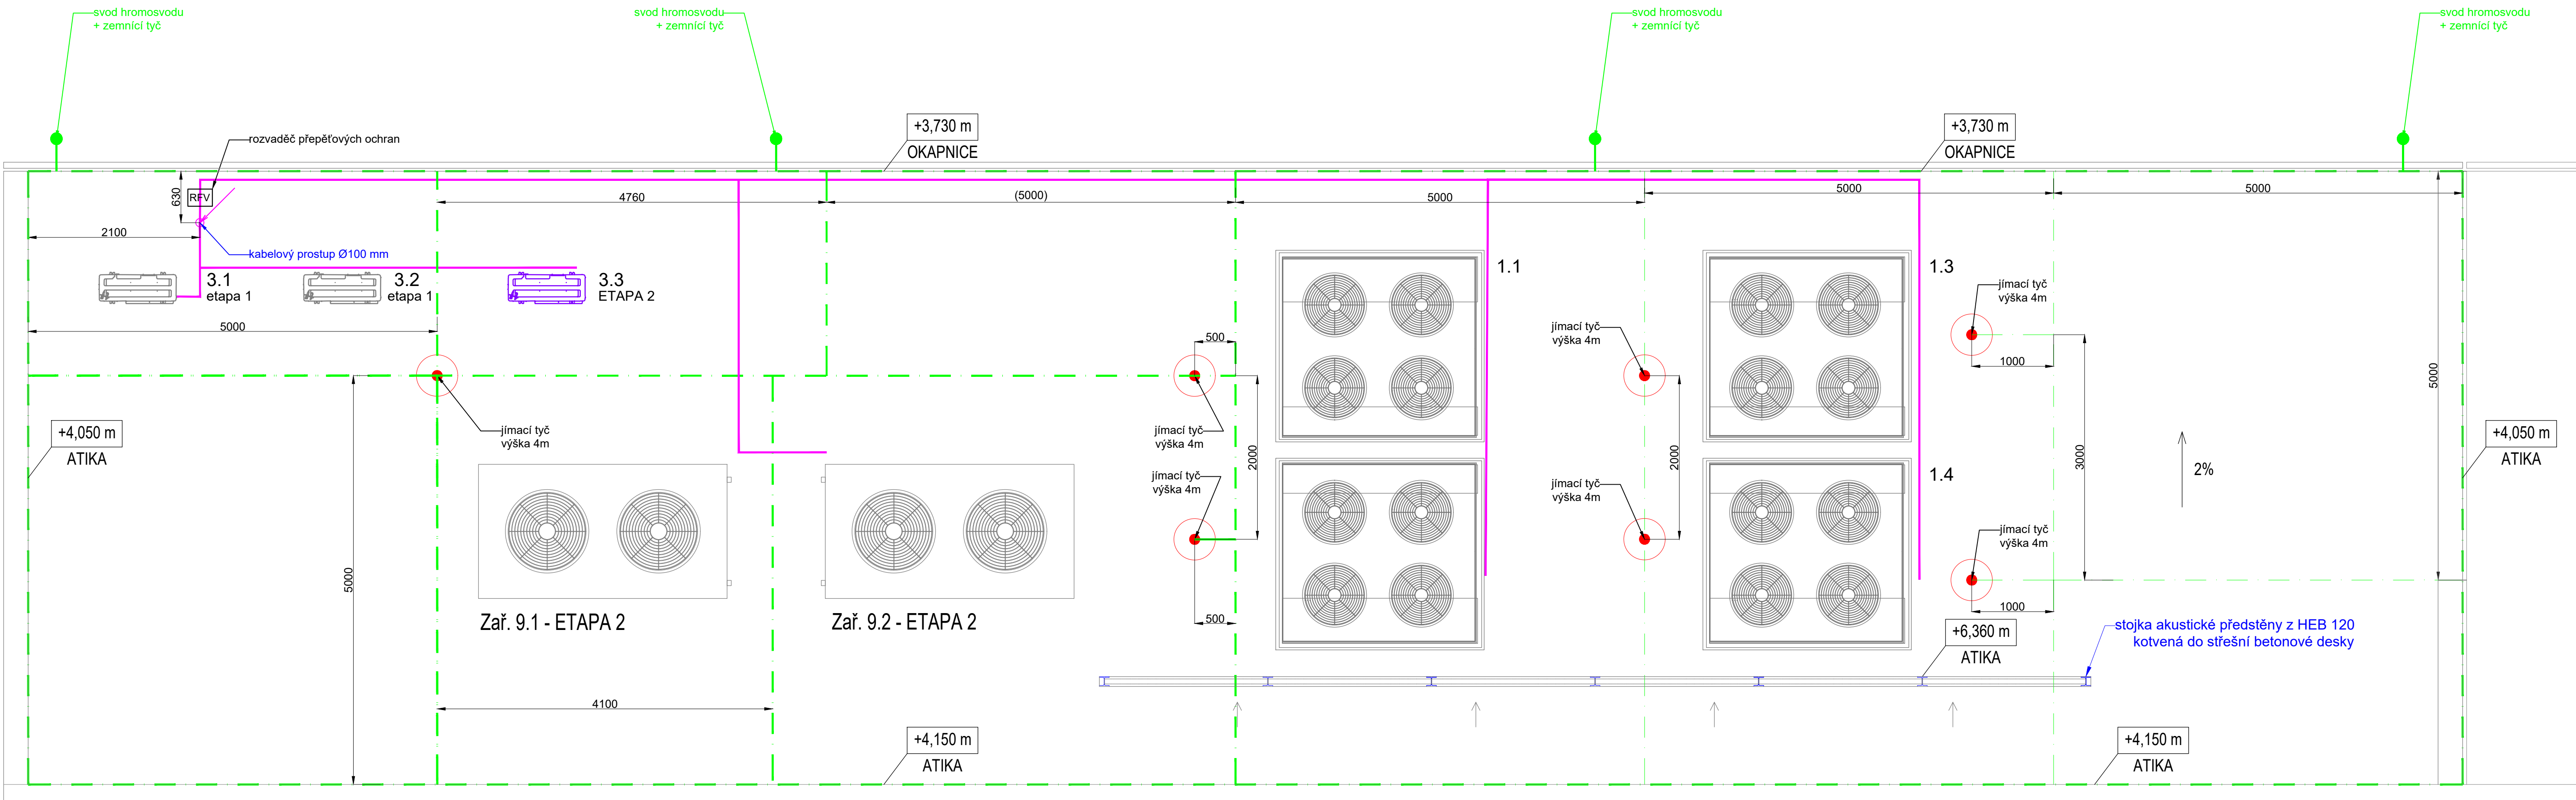 svod hromosvodu
+ zemnící tyč
svod hromosvodu
+ zemnící tyč
svod hromosvodu
+ zemnící tyč
svod hromosvodu
+ zemnící tyč
+3,730 m
OKAPNICE
+3,730 m
OKAPNICE
rozvaděč přepěťových ochran
RFV
630
2100
4760
(5000)
5000
5000
5000
kabelový prostup Ø100 mm
3.1
etapa 1
3.2
etapa 1
3.3
ETAPA 2
1.1
1.3
5000
500
jímací tyč
výška 4m
jímací tyč
výška 4m
1000
5000
+4,050 m
ATIKA
jímací tyč
výška 4m
jímací tyč
výška 4m
jímací tyč
výška 4m
jímací tyč
výška 4m
2000
2000
3000
2%
+4,050 m
ATIKA
1.4
jímací tyč
výška 4m
5000
500
1000
Zař. 9.1 - ETAPA 2
Zař. 9.2 - ETAPA 2
+6,360 m
ATIKA
stojka akustické předstěny z HEB 120
kotvená do střešní betonové desky
4100
+4,150 m
ATIKA
+4,150 m
ATIKA